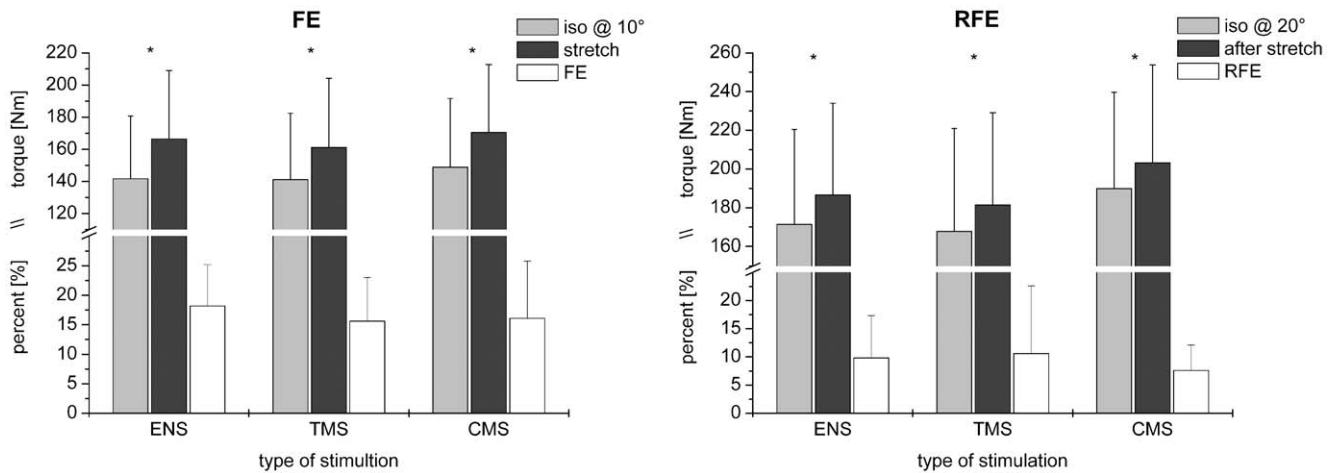 FE
iso @ 10°
stretch
FE
*
*
*
220
200
180
160
140
120
25
20
15
10
5
0
torque [Nm]
\\
percent [%]
ENS
TMS
CMS
type of stimultion
RFE
iso @ 20°
after stretch
RFE
*
*
*
260
240
220
200
180
160
20
15
10
5
0
torque [Nm]
\\
percent [%]
ENS
TMS
CMS
type of stimulation